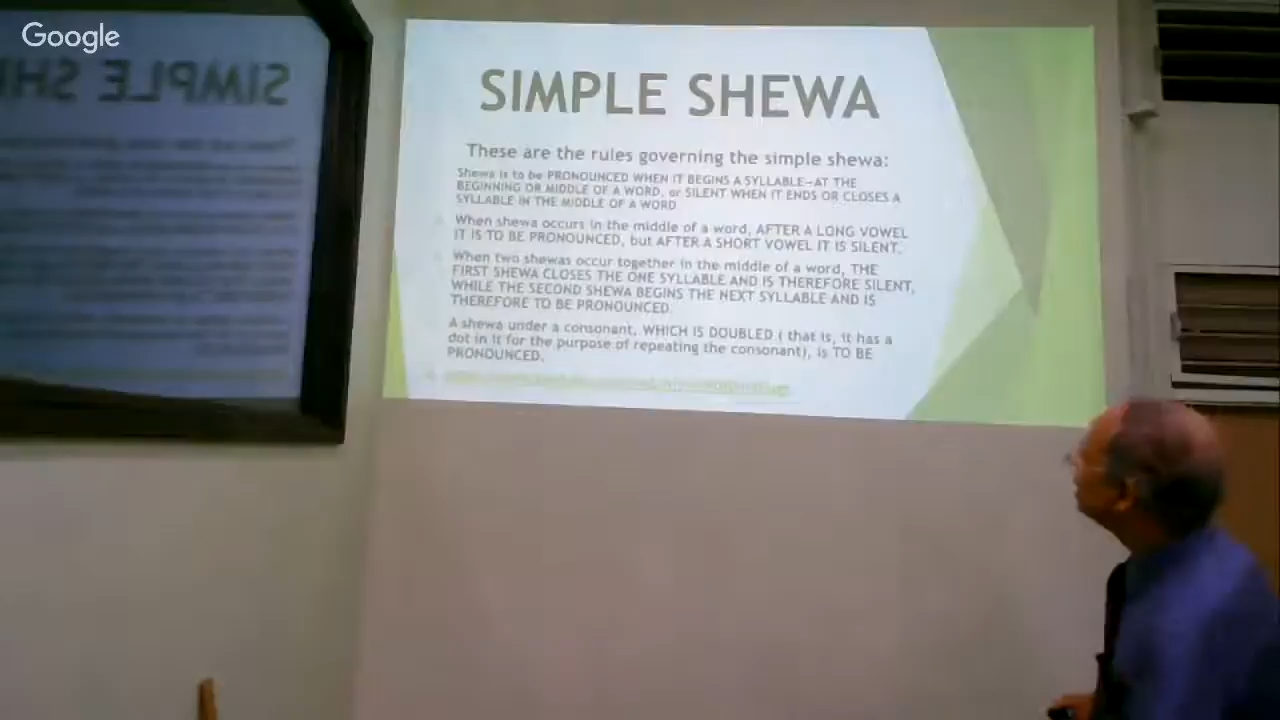 Google
SIMPLE SHEWA
These are the rules governing the simple shewa:
Shewa is to be PRONOUNCED WHEN IT BEGINS A SYLLABLE–AT THE
BEGINNING OR MIDDLE OF A WORD, or SILENT WHEN IT ENDS OR CLOSES A
SYLLABLE IN THE MIDDLE OF A WORD
When shewa occurs in the middle of a word, AFTER A LONG VOWEL
IT IS TO BE PRONOUNCED, but AFTER A SHORT VOWEL IT IS SILENT.
When two shewas occur together in the middle of a word, THE
FIRST SHEWA CLOSES THE ONE SYLLABLE AND IS THEREFORE SILENT,
WHILE THE SECOND SHEWA BEGINS THE NEXT SYLLABLE AND IS
THEREFORE TO BE PRONOUNCED.
A shewa under a consonant, WHICH IS DOUBLED ( that is, it has a
dot in it for the purpose of repeating the consonant), is TO BE
PRONOUNCED.
SIMPLE SHE